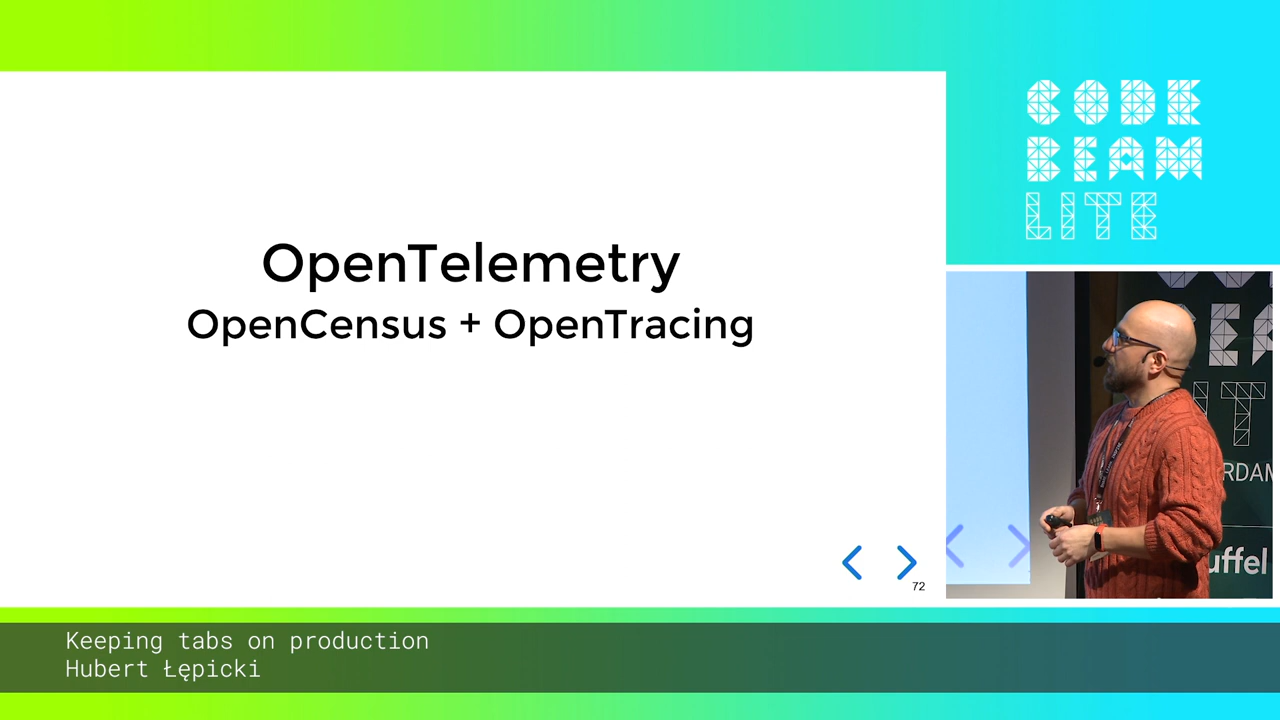 OpenTelemetry
OpenCensus + OpenTracing
72
CODE
BEAM
LITE
Keeping tabs on production
Hubert Łępicki